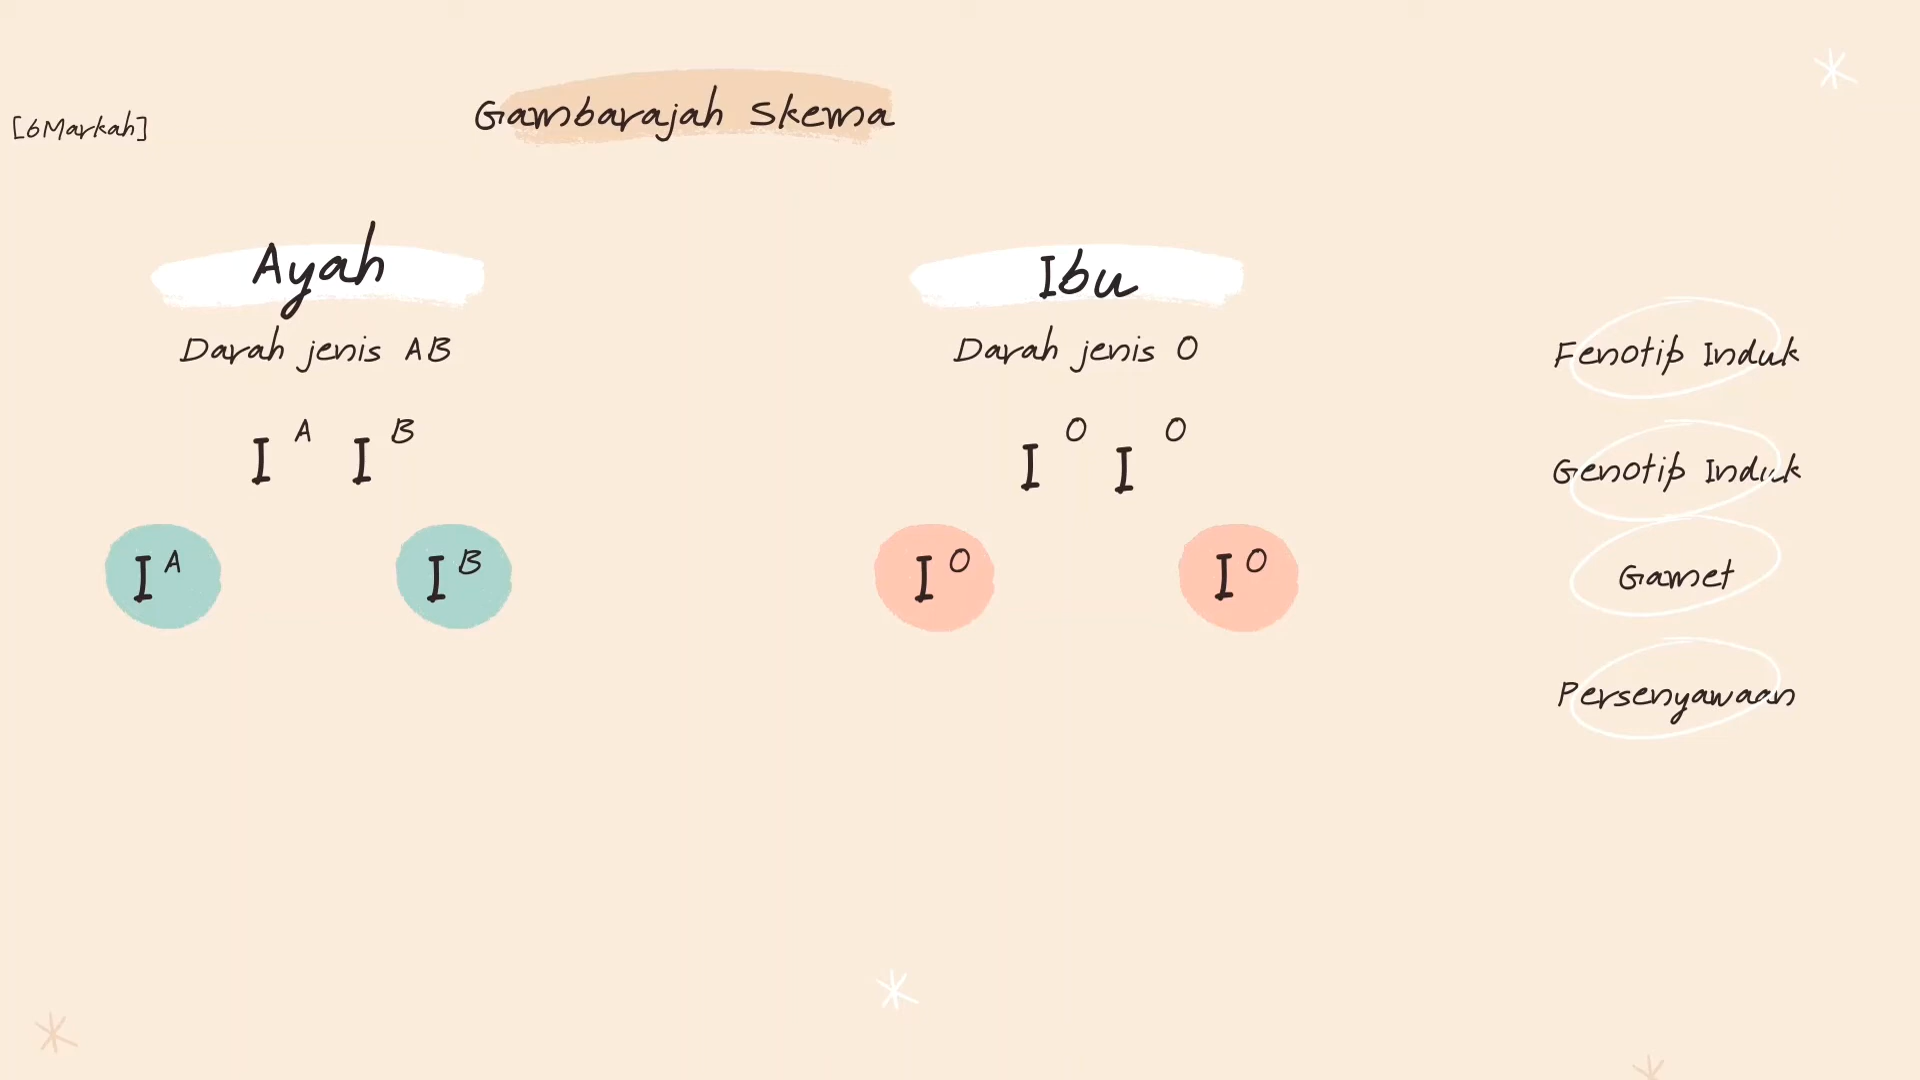 Gambarajah Skema
[6Markah]
Ayah
Ibu
Darah jenis AB
Darah jenis O
Fenotip Induk
I A I B
I O I O
Genotip Induk
I A
I B
I O
I O
Gamet
Persenyawaan